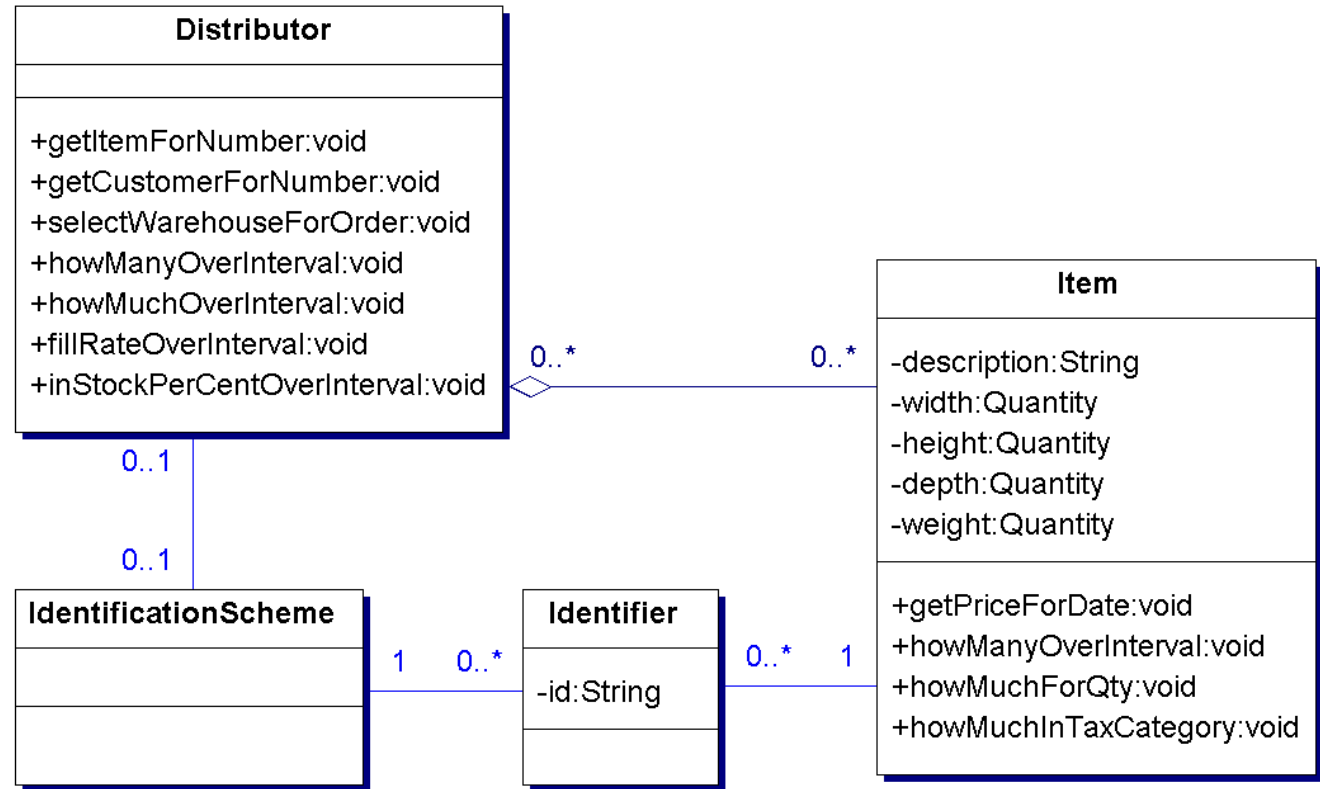 Distributor
+getItemForNumber:void
+getCustomerForNumber:void
+selectWarehouseForOrder:void
+howManyOverInterval:void
+howMuchOverInterval:void
+fillRateOverInterval:void
+inStockPerCentOverInterval:void
0..*
0..*
Item
-description:String
-width:Quantity
-height:Quantity
-depth:Quantity
-weight:Quantity
+getPriceForDate:void
+howManyOverInterval:void
+howMuchForQty:void
+howMuchInTaxCategory:void
0..1
0..1
IdentificationScheme
1
0..*
Identifier
-id:String
0..*
1